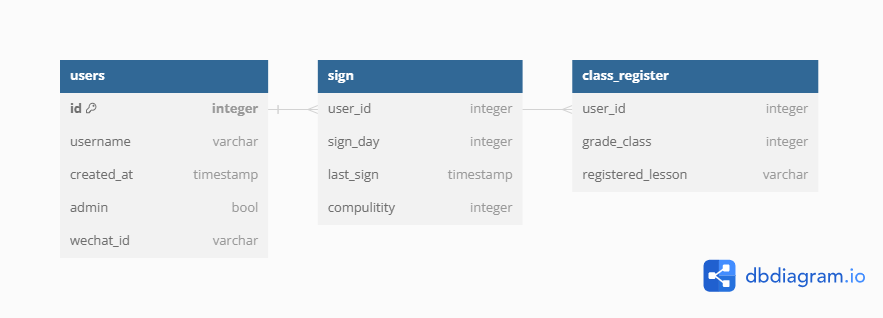 users
id integer
username varchar
created_at timestamp
admin bool
wechat_id varchar
sign
user_id integer
sign_day integer
last_sign timestamp
compulitity integer
class_register
user_id integer
grade_class integer
registered_lesson varchar
dbdiagram.io